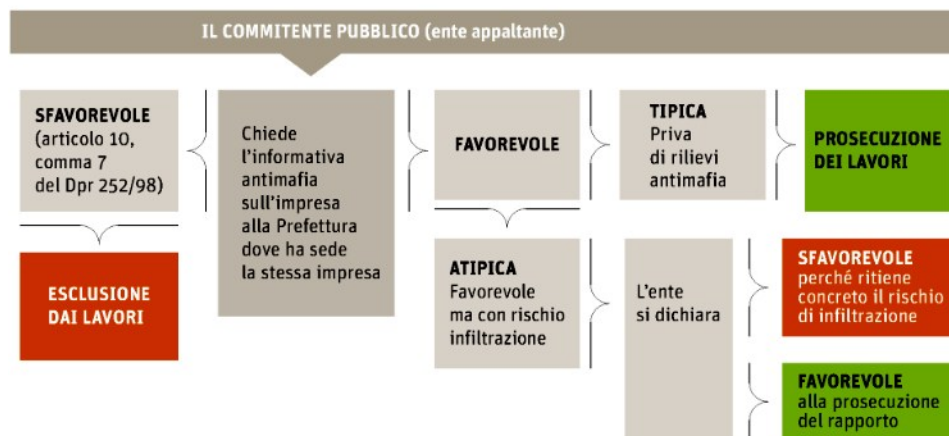 IL COMMITENTE PUBBLICO (ente appaltante)
SFAVOREVOLE
(articolo 10,
comma 7
del Dpr 252/98)
ESCLUSIONE
DAI LAVORI
Chiede
l'informativa
antimafia
sull'impresa
alla Prefettura
dove ha sede
la stessa impresa
FAVOREVOLE
TIPICA
Priva
di rilievi
antimafia
PROSECUZIONE
DEI LAVORI
ATIPICA
Favorevole
ma con rischio
infiltrazione
L'ente
si dichiara
SFAVOREVOLE
perché ritiene
concreto il rischio
di infiltrazione
FAVOREVOLE
alla prosecuzione
del rapporto